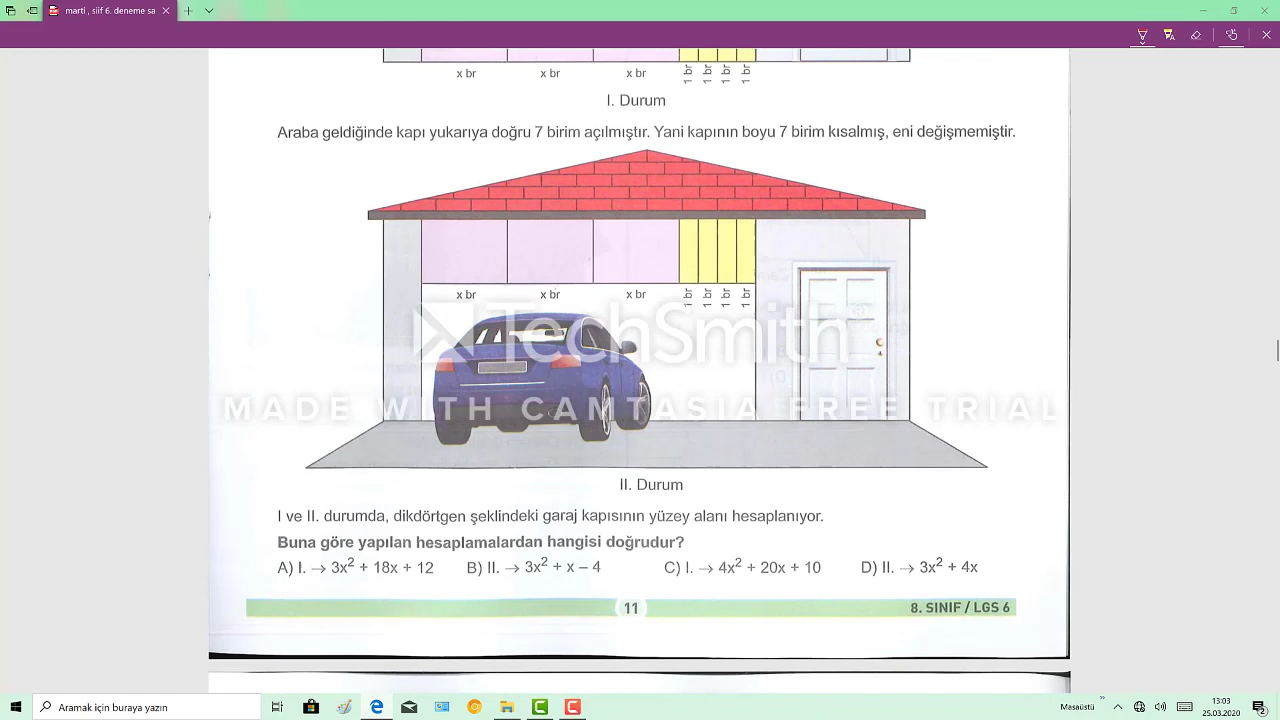 marti , siif 6. deneme sa
x br x br x br 1 br 1 br 1 br 1 br
I. Durum
Araba geldiğinde kapı yukarıya doğru 7 birim açılmıştır. Yani kapının boyu 7 birim kısalmış, eni değişmemiştir.
x br x br x br 1 br 1 br 1 br 1 br
TechSmith
MADE WITH CAMTASIA FREE TRIAL
II. Durum
I ve II. durumda, dikdörtgen şeklindeki garaj kapısının yüzey alanı hesaplanıyor.
Buna göre yapılan hesaplamalardan hangisi doğrudur?
A) I. → 3x² + 18x + 12 B) II. → 3x² + x – 4 C) I. → 4x² + 20x + 10 D) II. → 3x² + 4x
11 8. SINIF / LGS 6
Aramak için buraya yazın
Masaüstü
13:03
25.03.2020
2